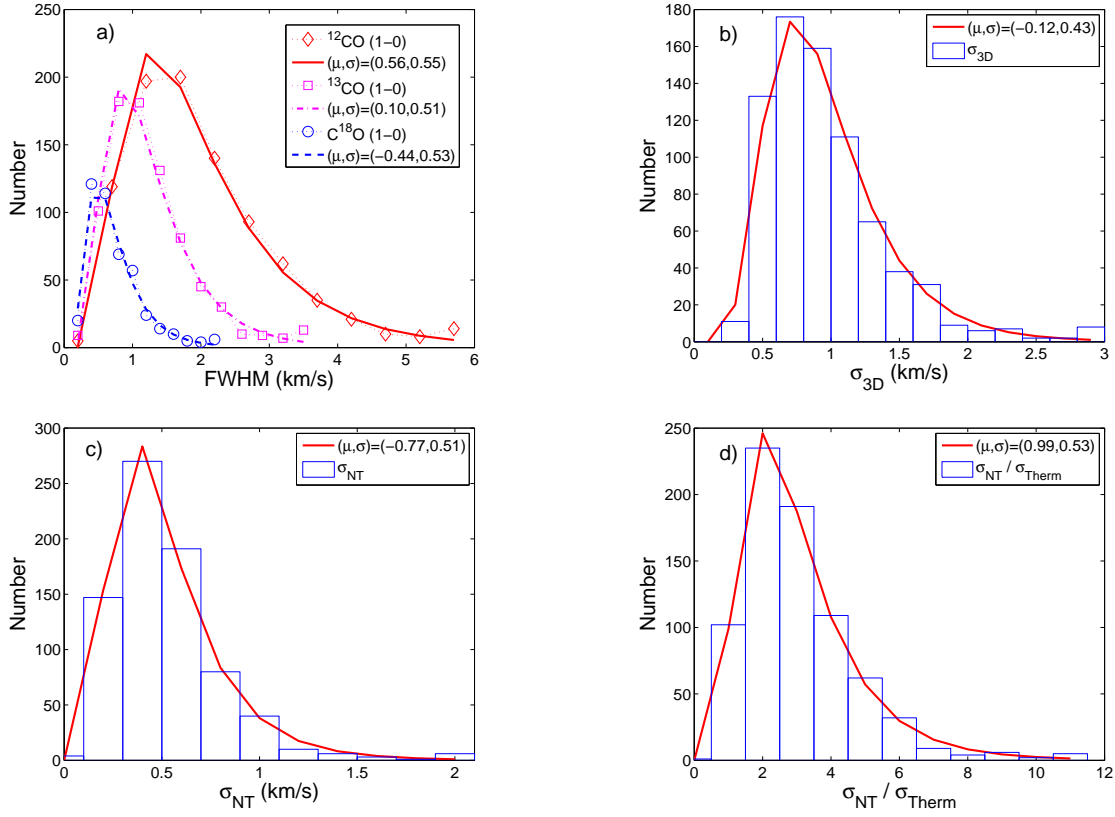 a)
¹²CO (1−0)
(μ,σ)=(0.56,0.55)
¹³CO (1−0)
(μ,σ)=(0.10,0.51)
C¹⁸O (1−0)
(μ,σ)=(−0.44,0.53)
250
200
150
100
50
0
Number
0 1 2 3 4 5 6
FWHM (km/s)
b)
(μ,σ)=(−0.12,0.43)
σ3D
180
160
140
120
100
80
60
40
20
0
Number
0 0.5 1 1.5 2 2.5 3
σ3D (km/s)
c)
(μ,σ)=(−0.77,0.51)
σNT
300
250
200
150
100
50
0
Number
0 0.5 1 1.5 2
σNT (km/s)
d)
(μ,σ)=(0.99,0.53)
σNT / σTherm
250
200
150
100
50
0
Number
0 2 4 6 8 10 12
σNT / σTherm